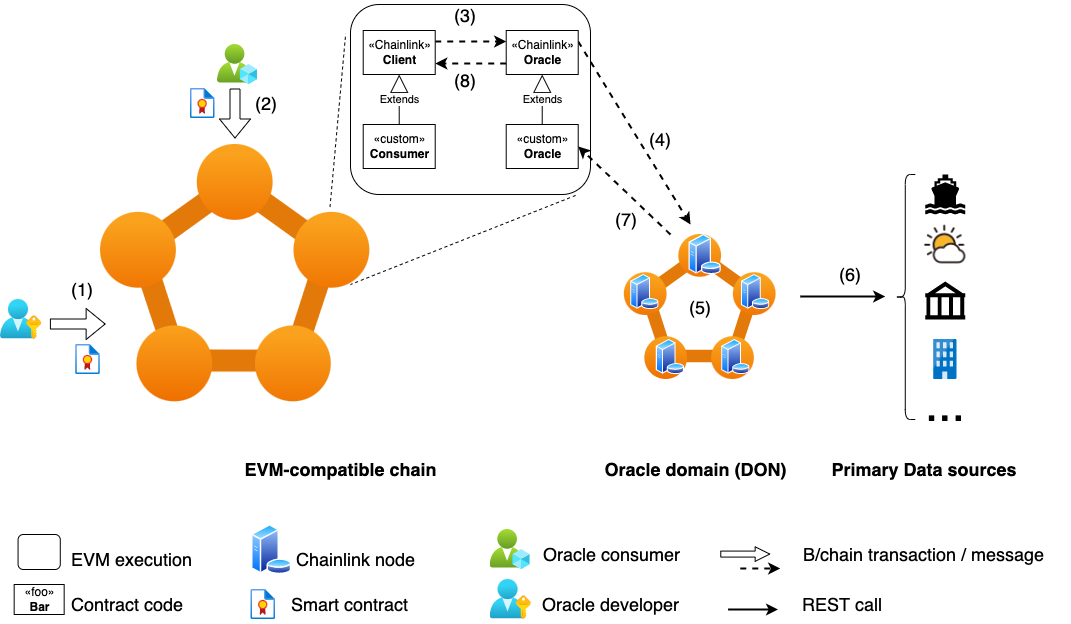 (3)
«Chainlink»
Client
«Chainlink»
Oracle
(8)
Extends
Extends
«custom»
Consumer
«custom»
Oracle
(2)
(4)
(7)
(1)
(5)
(6)
...
EVM-compatible chain
Oracle domain (DON)
Primary Data sources
EVM execution
Chainlink node
Oracle consumer
B/chain transaction / message
«foo»
Bar
Contract code
Smart contract
Oracle developer
REST call